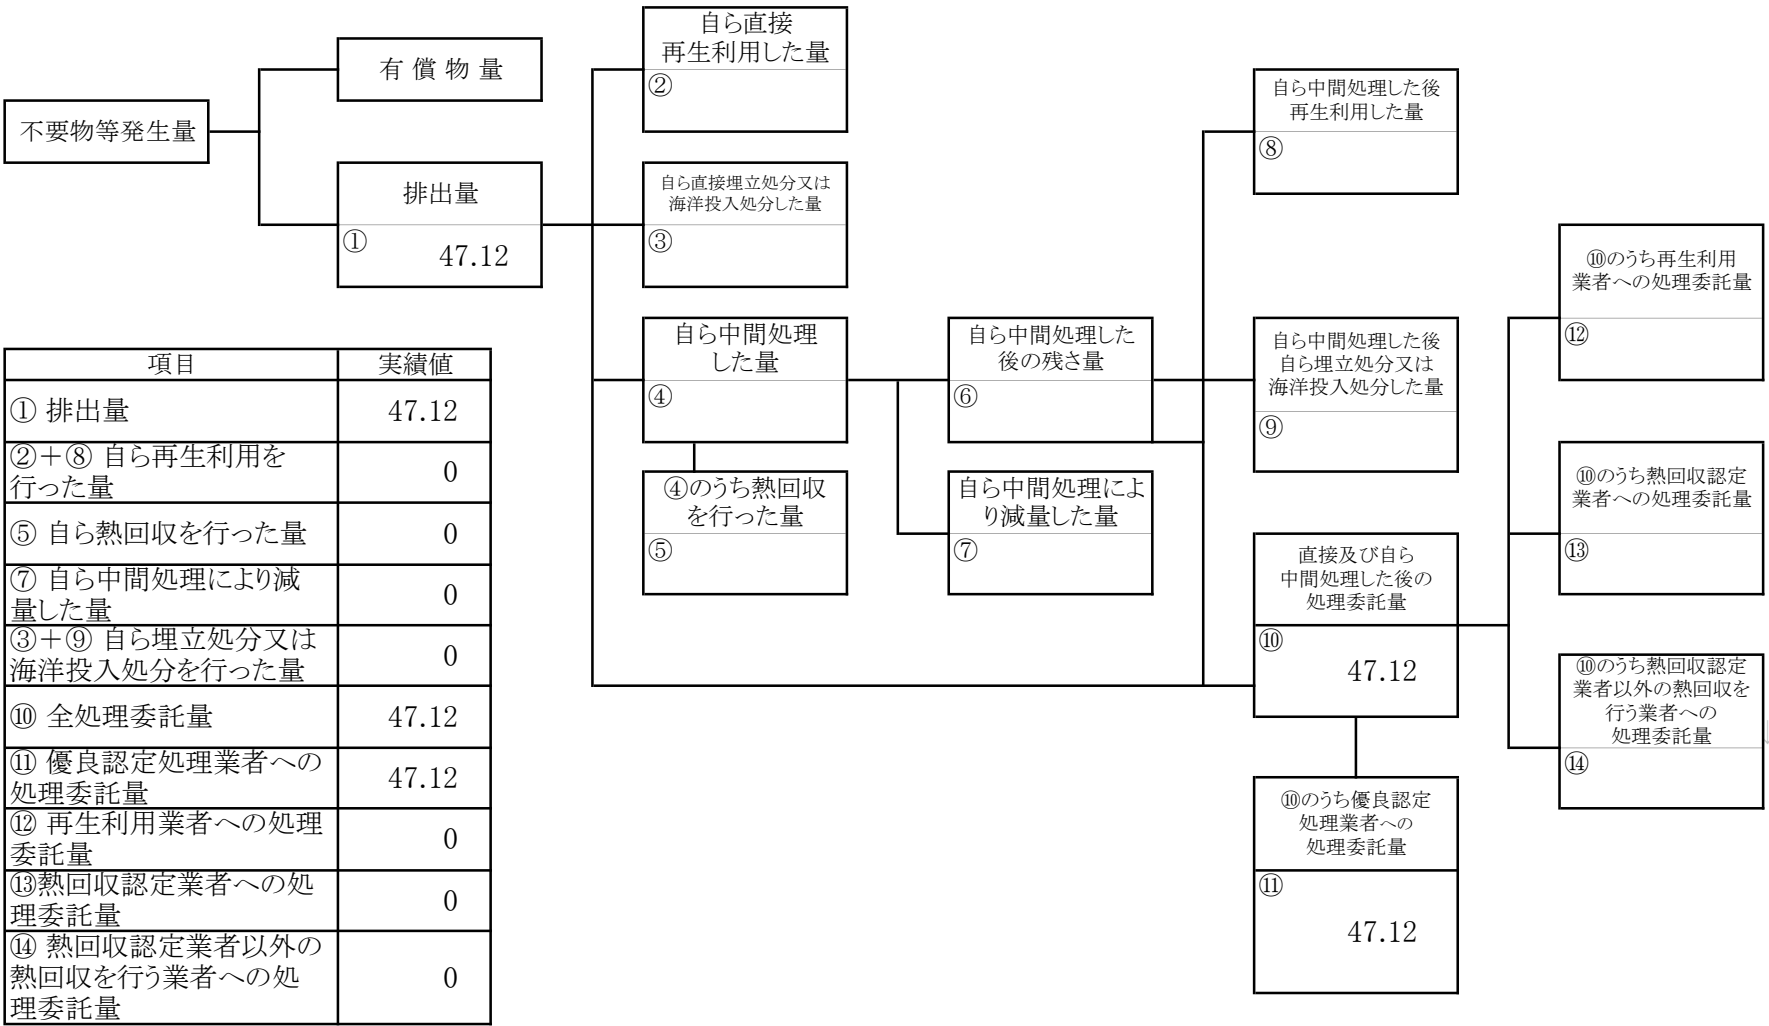 自ら直接
再生利用した量
②
有 償 物 量
不要物等発生量
排出量
①
47.12
自ら直接埋立処分又は
海洋投入処分した量
③
自ら中間処理した後
再生利用した量
⑧
⑩のうち再生利用
業者への処理委託量
⑫
自ら中間処理
した量
④
自ら中間処理した
後の残さ量
⑥
自ら中間処理した後
自ら埋立処分又は
海洋投入処分した量
⑨
④のうち熱回収
を行った量
⑤
自ら中間処理によ
り減量した量
⑦
⑩のうち熱回収認定
業者への処理委託量
⑬
直接及び自ら
中間処理した後の
処理委託量
⑩
47.12
⑩のうち熱回収認定
業者以外の熱回収を
行う業者への
処理委託量
⑭
⑩のうち優良認定
処理業者への
処理委託量
⑪
47.12
項目 実績値
① 排出量 47.12
②＋⑧ 自ら再生利用を
行った量 0
⑤ 自ら熱回収を行った量 0
⑦ 自ら中間処理により減
量した量 0
③＋⑨ 自ら埋立処分又は
海洋投入処分を行った量 0
⑩ 全処理委託量 47.12
⑪ 優良認定処理業者への
処理委託量 47.12
⑫ 再生利用業者への処理
委託量 0
⑬熱回収認定業者への処
理委託量 0
⑭ 熱回収認定業者以外の
熱回収を行う業者への処
理委託量 0